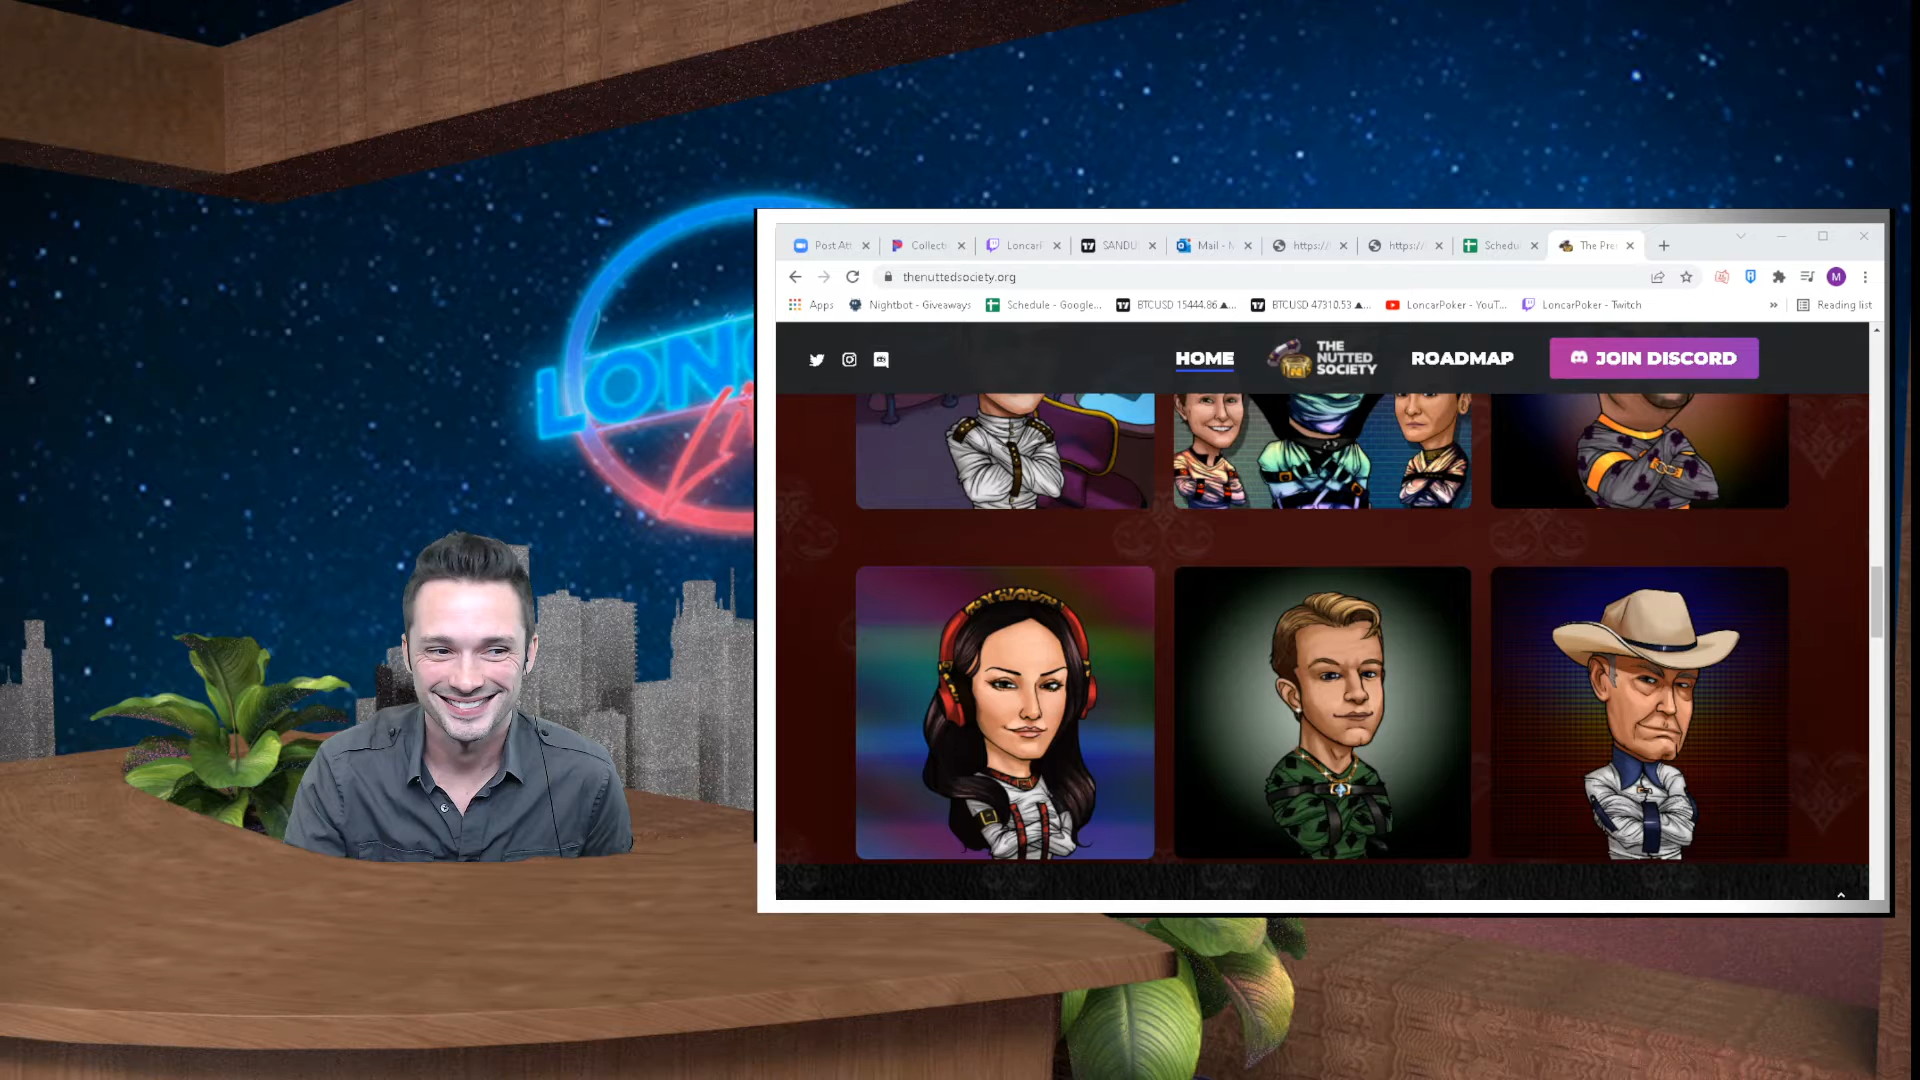 LONC
Post Att
Collect
Loncarl
SANDU
Mail - M
https://
https://
Schedu
The Pre
thenuttedsociety.org
M
Apps
Nightbot - Giveaways
Schedule - Google...
BTCUSD 15444.86 ▲...
BTCUSD 47310.53 ▲...
LoncarPoker - YouT...
LoncarPoker - Twitch
»
Reading list
HOME
THE
NUTTED
SOCIETY
ROADMAP
JOIN DISCORD